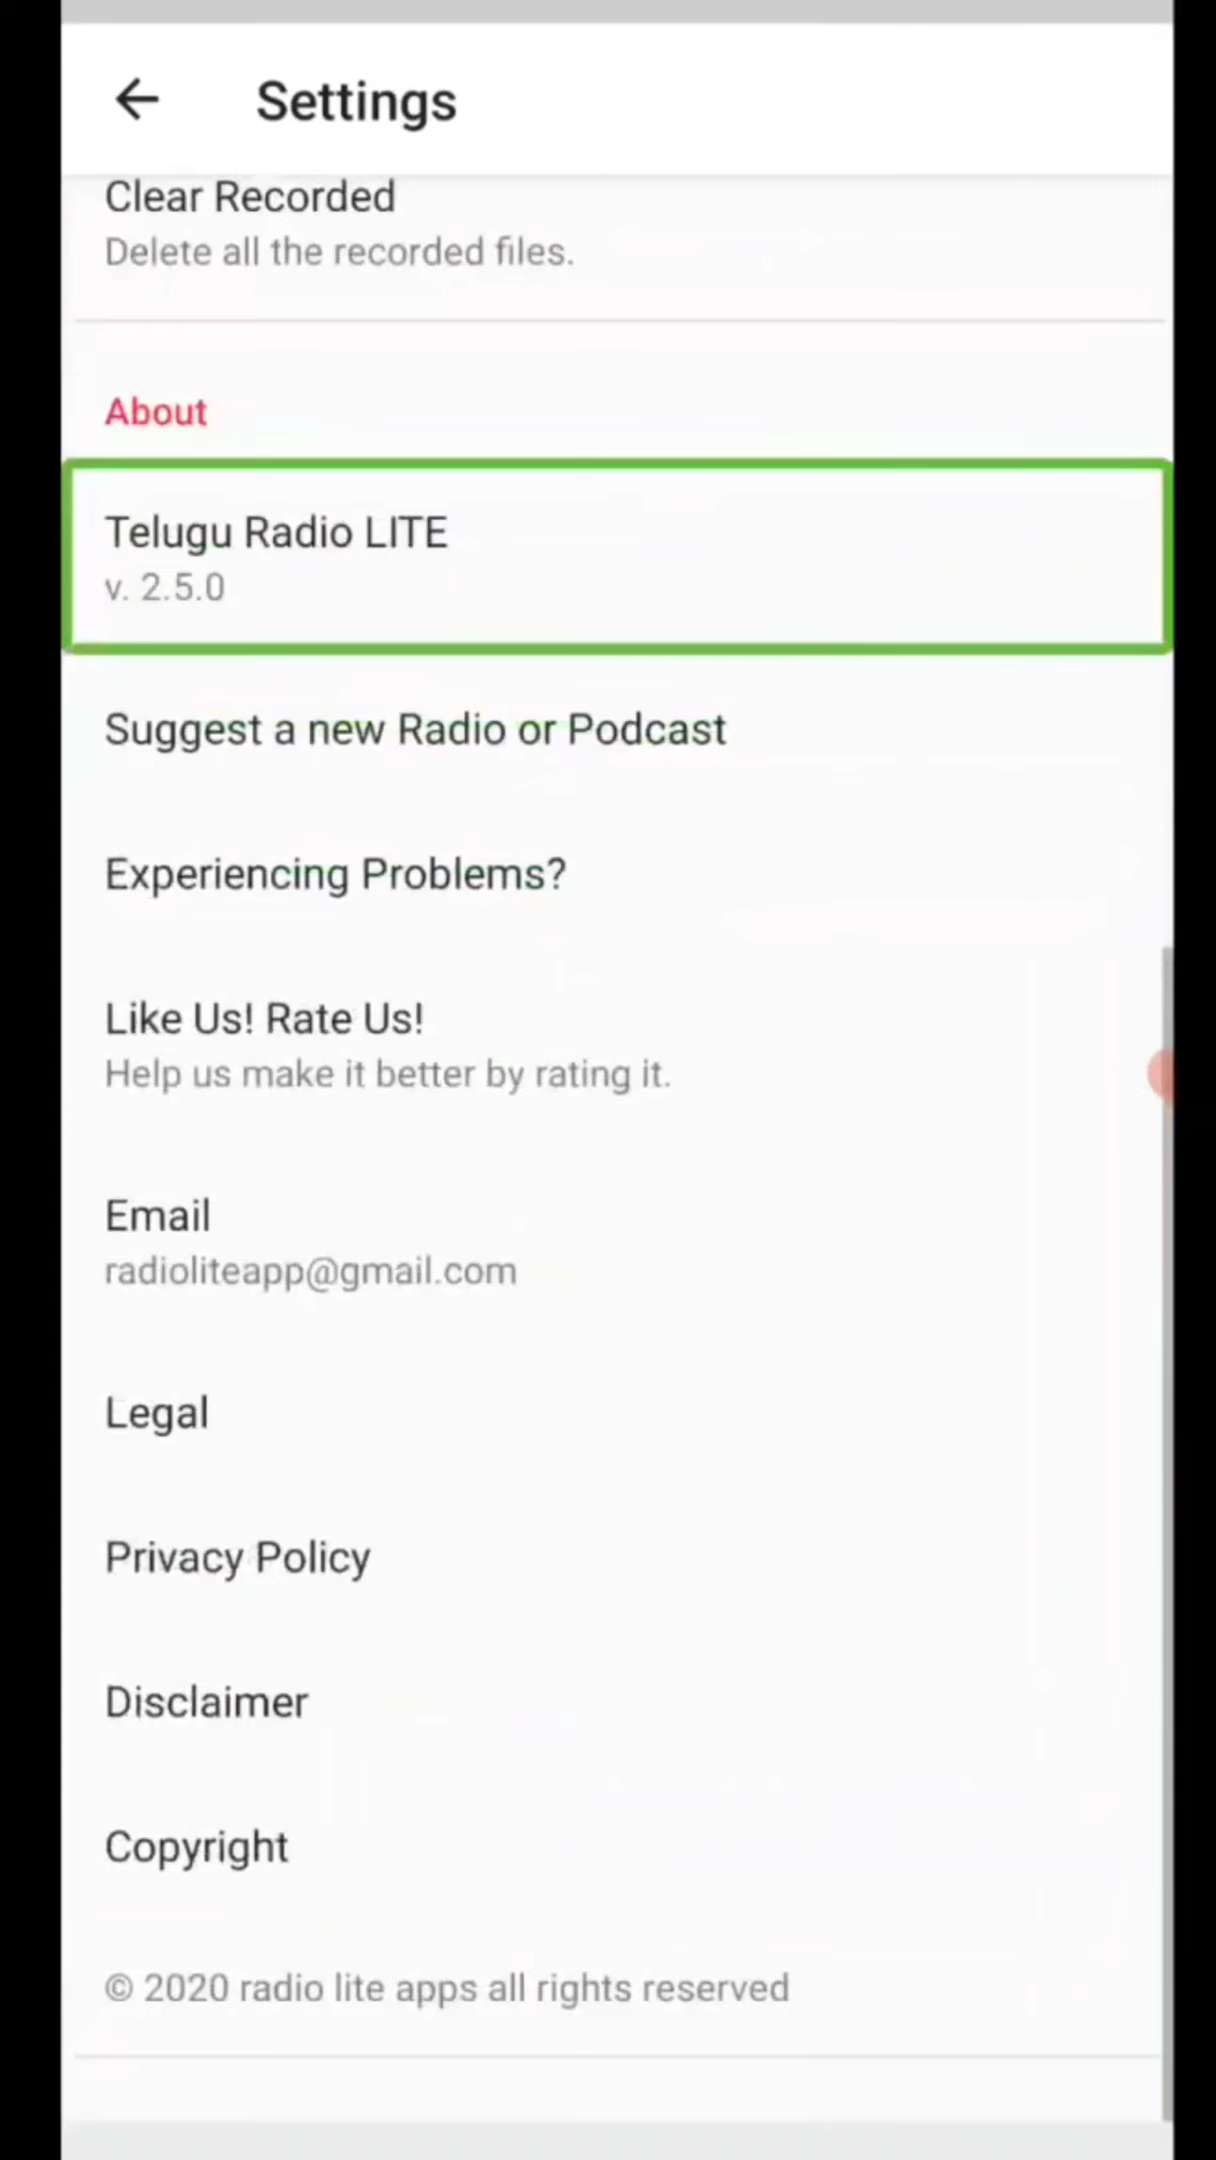 Settings
Clear Recorded
Delete all the recorded files.
About
Telugu Radio LITE
v. 2.5.0
Suggest a new Radio or Podcast
Experiencing Problems?
Like Us! Rate Us!
Help us make it better by rating it.
Email
radioliteapp@gmail.com
Legal
Privacy Policy
Disclaimer
Copyright
© 2020 radio lite apps all rights reserved